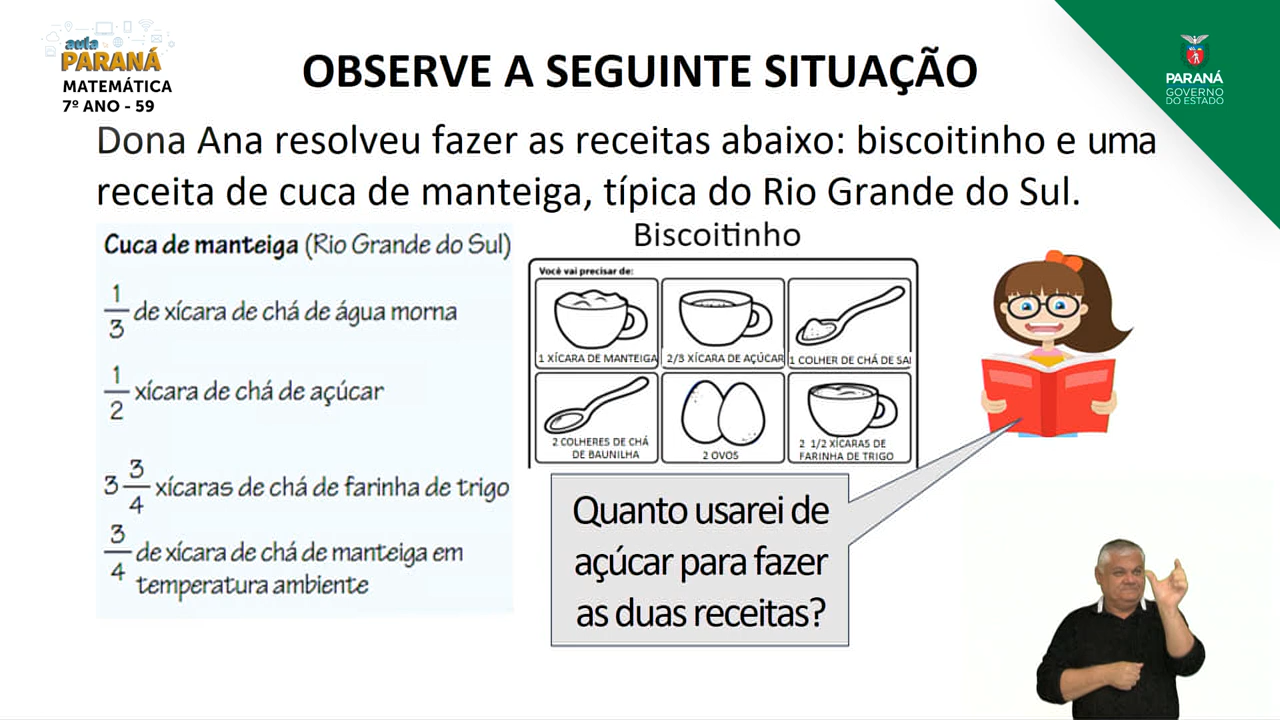 aula
PARANÁ
MATEMÁTICA
7º ANO - 59
OBSERVE A SEGUINTE SITUAÇÃO
PARANÁ
GOVERNO
DO ESTADO
Dona Ana resolveu fazer as receitas abaixo: biscoitinho e uma
receita de cuca de manteiga, típica do Rio Grande do Sul.
Cuca de manteiga (Rio Grande do Sul)
1/3 de xícara de chá de água morna
1/2 xícara de chá de açúcar
3 3/4 xícaras de chá de farinha de trigo
3/4 de xícara de chá de manteiga em
temperatura ambiente
Biscoitinho
Você vai precisar de:
1 XÍCARA DE MANTEIGA
2/3 XÍCARA DE AÇÚCAR
1 COLHER DE CHÁ DE SAL
2 COLHERES DE CHÁ
DE BAUNILHA
2 OVOS
2 1/2 XÍCARAS DE
FARINHA DE TRIGO
Quanto usarei de
açúcar para fazer
as duas receitas?